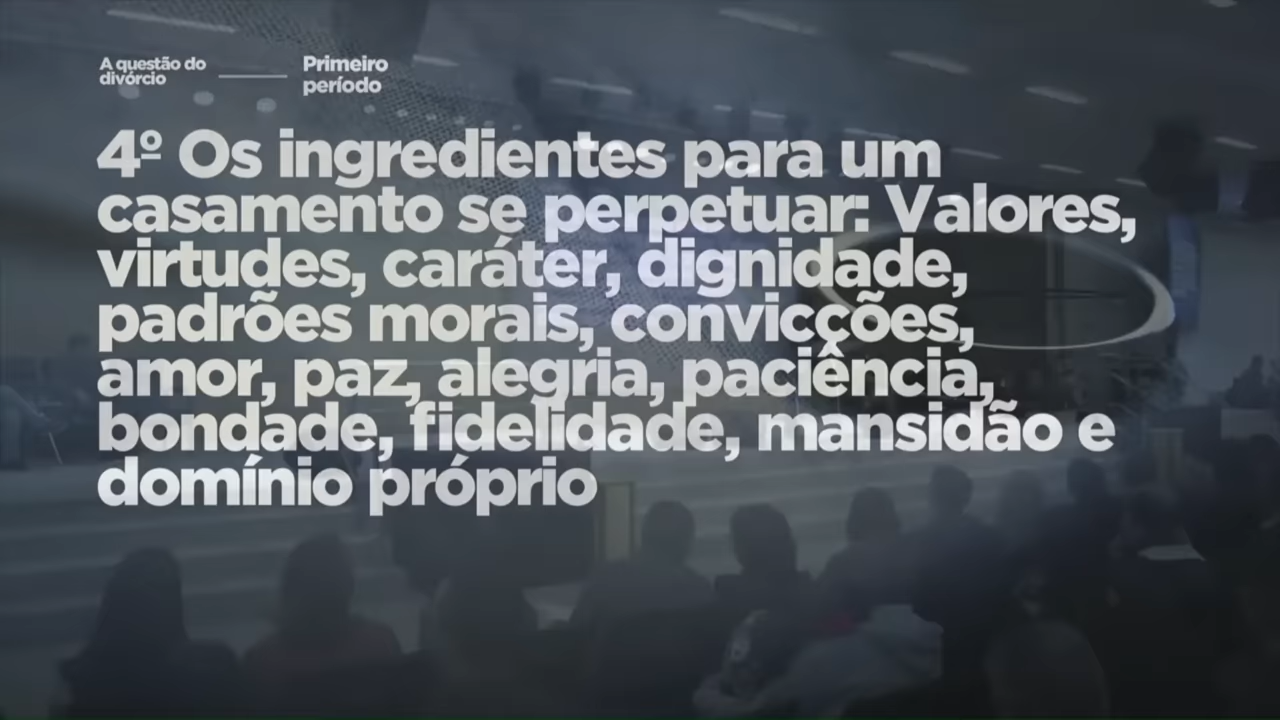 A questão do
divórcio
Primeiro
período
4º Os ingredientes para um
casamento se perpetuar: Valores,
virtudes, caráter, dignidade,
padrões morais, convicções,
amor, paz, alegria, paciência,
bondade, fidelidade, mansidão e
domínio próprio